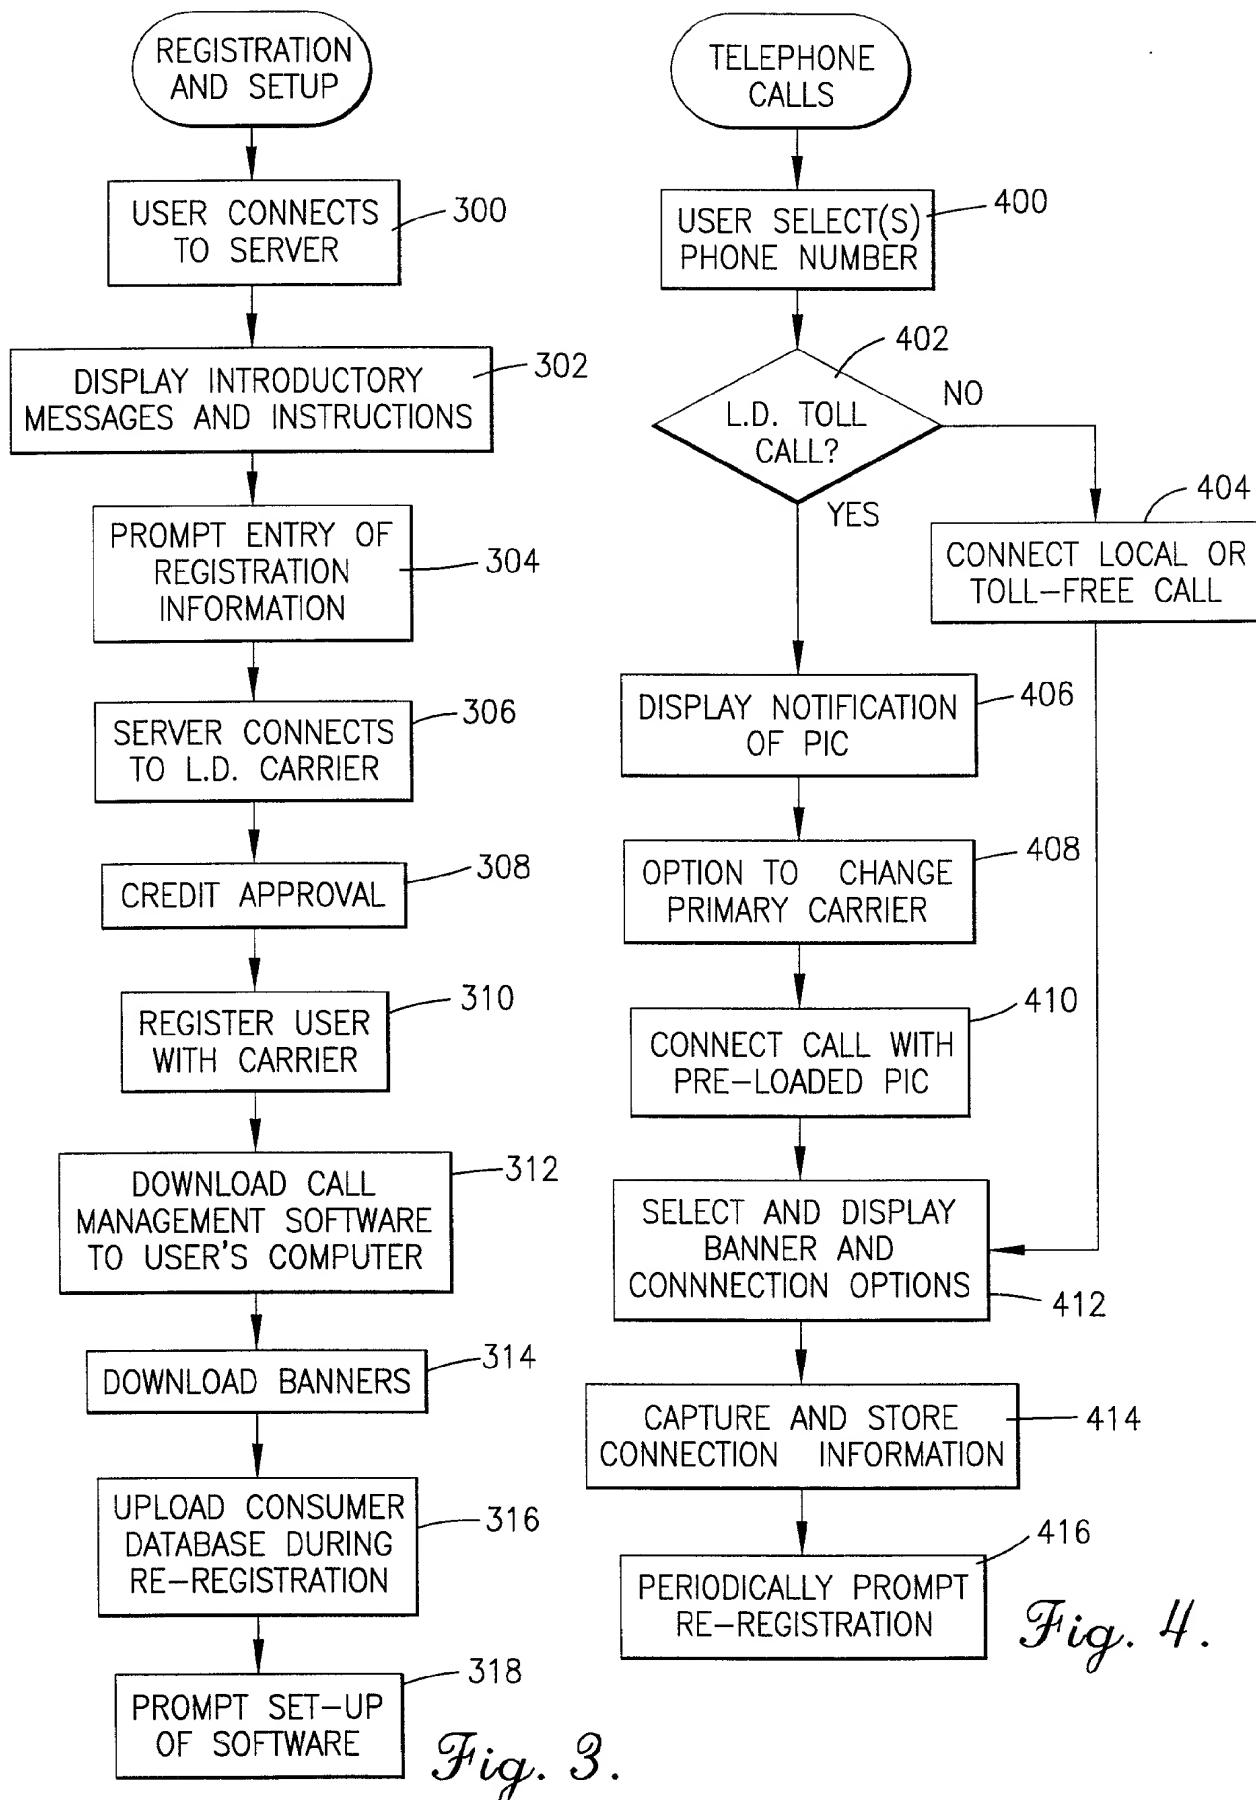 REGISTRATION
AND SETUP
USER CONNECTS
TO SERVER
300
DISPLAY INTRODUCTORY
MESSAGES AND INSTRUCTIONS
302
PROMPT ENTRY OF
REGISTRATION
INFORMATION
304
SERVER CONNECTS
TO L.D. CARRIER
306
CREDIT APPROVAL
308
REGISTER USER
WITH CARRIER
310
DOWNLOAD CALL
MANAGEMENT SOFTWARE
TO USER'S COMPUTER
312
DOWNLOAD BANNERS
314
UPLOAD CONSUMER
DATABASE DURING
RE-REGISTRATION
316
PROMPT SET-UP
OF SOFTWARE
318
Fig. 3.
TELEPHONE
CALLS
USER SELECT(S)
PHONE NUMBER
400
L.D. TOLL
CALL?
402
NO
YES
CONNECT LOCAL OR
TOLL-FREE CALL
404
DISPLAY NOTIFICATION
OF PIC
406
OPTION TO CHANGE
PRIMARY CARRIER
408
CONNECT CALL WITH
PRE-LOADED PIC
410
SELECT AND DISPLAY
BANNER AND
CONNNECTION OPTIONS
412
CAPTURE AND STORE
CONNECTION INFORMATION
414
PERIODICALLY PROMPT
RE-REGISTRATION
416
Fig. 4.